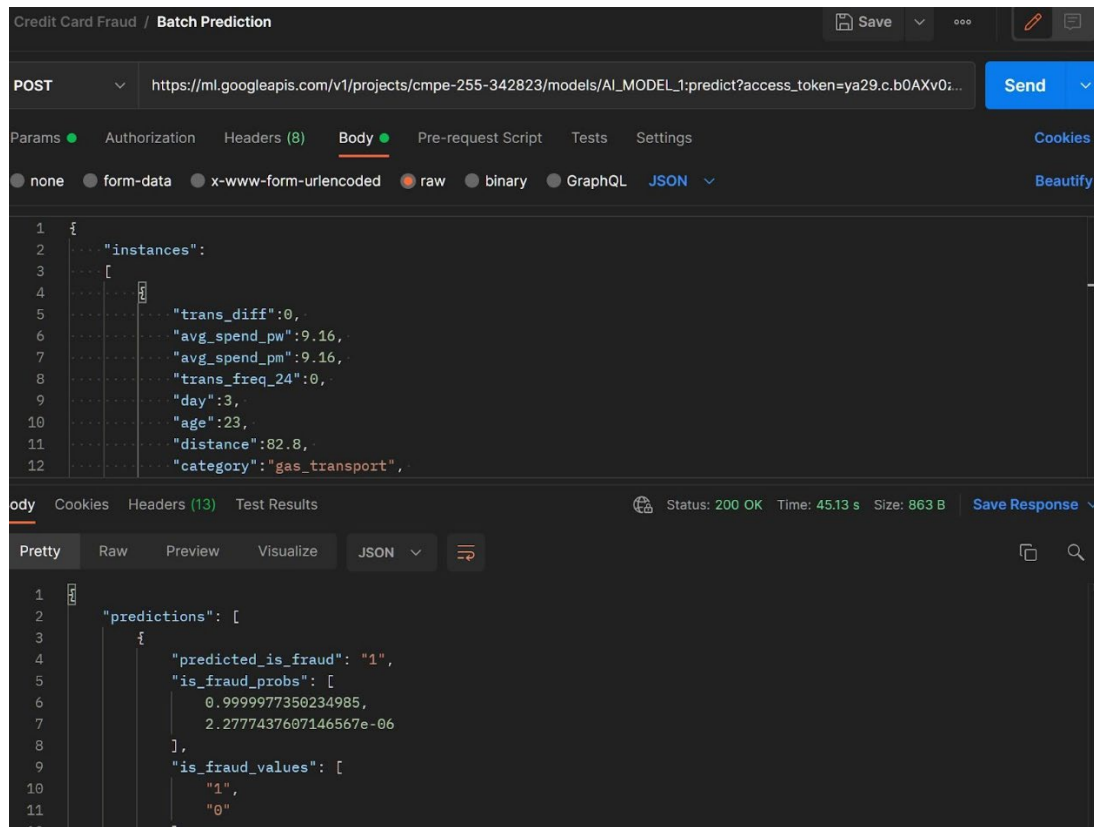 Credit Card Fraud / Batch Prediction
Save
POST
https://ml.googleapis.com/v1/projects/cmpe-255-342823/models/AI_MODEL_1:predict?access_token=ya29.c.b0AXv0z...
Send
Params Authorization Headers (8) Body Pre-request Script Tests Settings Cookies
none form-data x-www-form-urlencoded raw binary GraphQL JSON Beautify
1 {
2 "instances":
3 [
4 {
5 "trans_diff":0,
6 "avg_spend_pw":9.16,
7 "avg_spend_pm":9.16,
8 "trans_freq_24":0,
9 "day":3,
10 "age":23,
11 "distance":82.8,
12 "category":"gas_transport",
ody Cookies Headers (13) Test Results Status: 200 OK Time: 45.13 s Size: 863 B Save Response
Pretty Raw Preview Visualize JSON
1 {
2 "predictions": [
3 {
4 "predicted_is_fraud": "1",
5 "is_fraud_probs": [
6 0.9999977350234985,
7 2.2777437607146567e-06
8 ],
9 "is_fraud_values": [
10 "1",
11 "0"